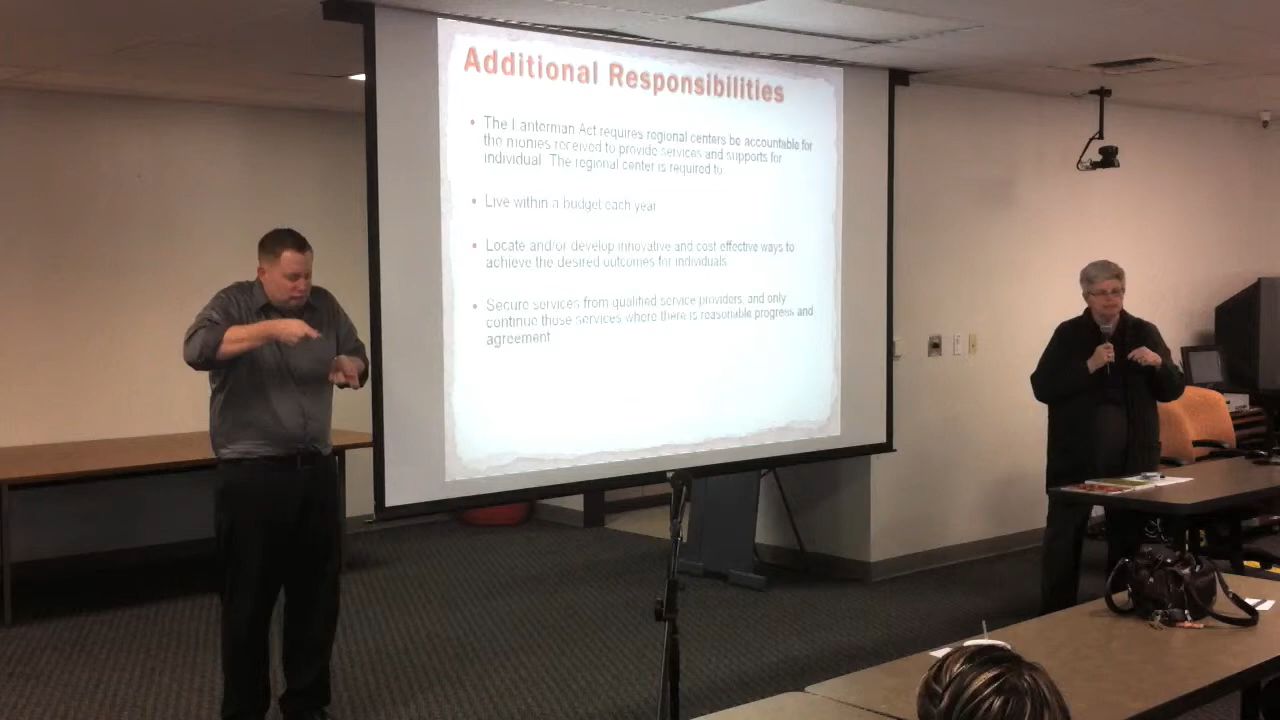 Additional Responsibilities
• The Lanterman Act requires regional centers be accountable for
the monies received to provide services and supports for
individual. The regional center is required to
• Live within a budget each year
• Locate and/or develop innovative and cost effective ways to
achieve the desired outcomes for individuals
• Secure services from qualified service providers, and only
continue those services where there is reasonable progress and
agreement